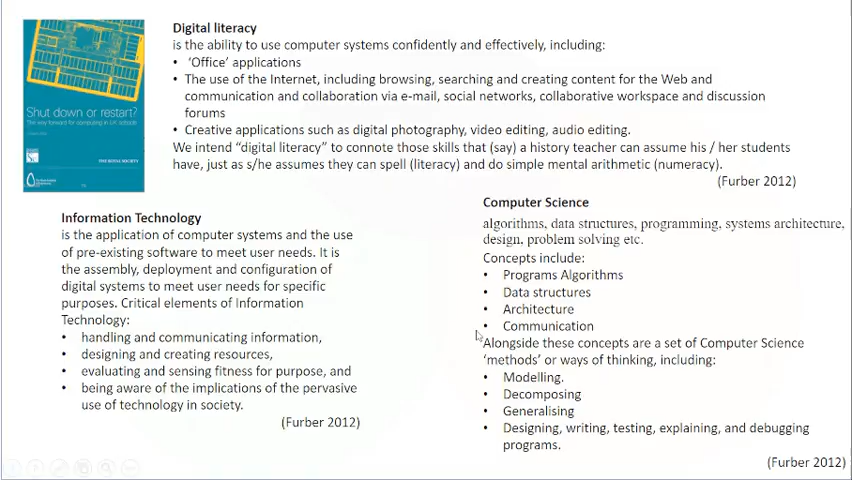 Shut down or restart?
The way forward for computing in UK schools
THE ROYAL SOCIETY
Digital literacy
is the ability to use computer systems confidently and effectively, including:
• ‘Office’ applications
• The use of the Internet, including browsing, searching and creating content for the Web and
communication and collaboration via e-mail, social networks, collaborative workspace and discussion
forums
• Creative applications such as digital photography, video editing, audio editing.
We intend “digital literacy” to connote those skills that (say) a history teacher can assume his / her students
have, just as s/he assumes they can spell (literacy) and do simple mental arithmetic (numeracy).
(Furber 2012)
Information Technology
is the application of computer systems and the use
of pre-existing software to meet user needs. It is
the assembly, deployment and configuration of
digital systems to meet user needs for specific
purposes. Critical elements of Information
Technology:
• handling and communicating information,
• designing and creating resources,
• evaluating and sensing fitness for purpose, and
• being aware of the implications of the pervasive
use of technology in society.
(Furber 2012)
Computer Science
algorithms, data structures, programming, systems architecture,
design, problem solving etc.
Concepts include:
• Programs Algorithms
• Data structures
• Architecture
• Communication
Alongside these concepts are a set of Computer Science
‘methods’ or ways of thinking, including:
• Modelling.
• Decomposing
• Generalising
• Designing, writing, testing, explaining, and debugging
programs.
(Furber 2012)